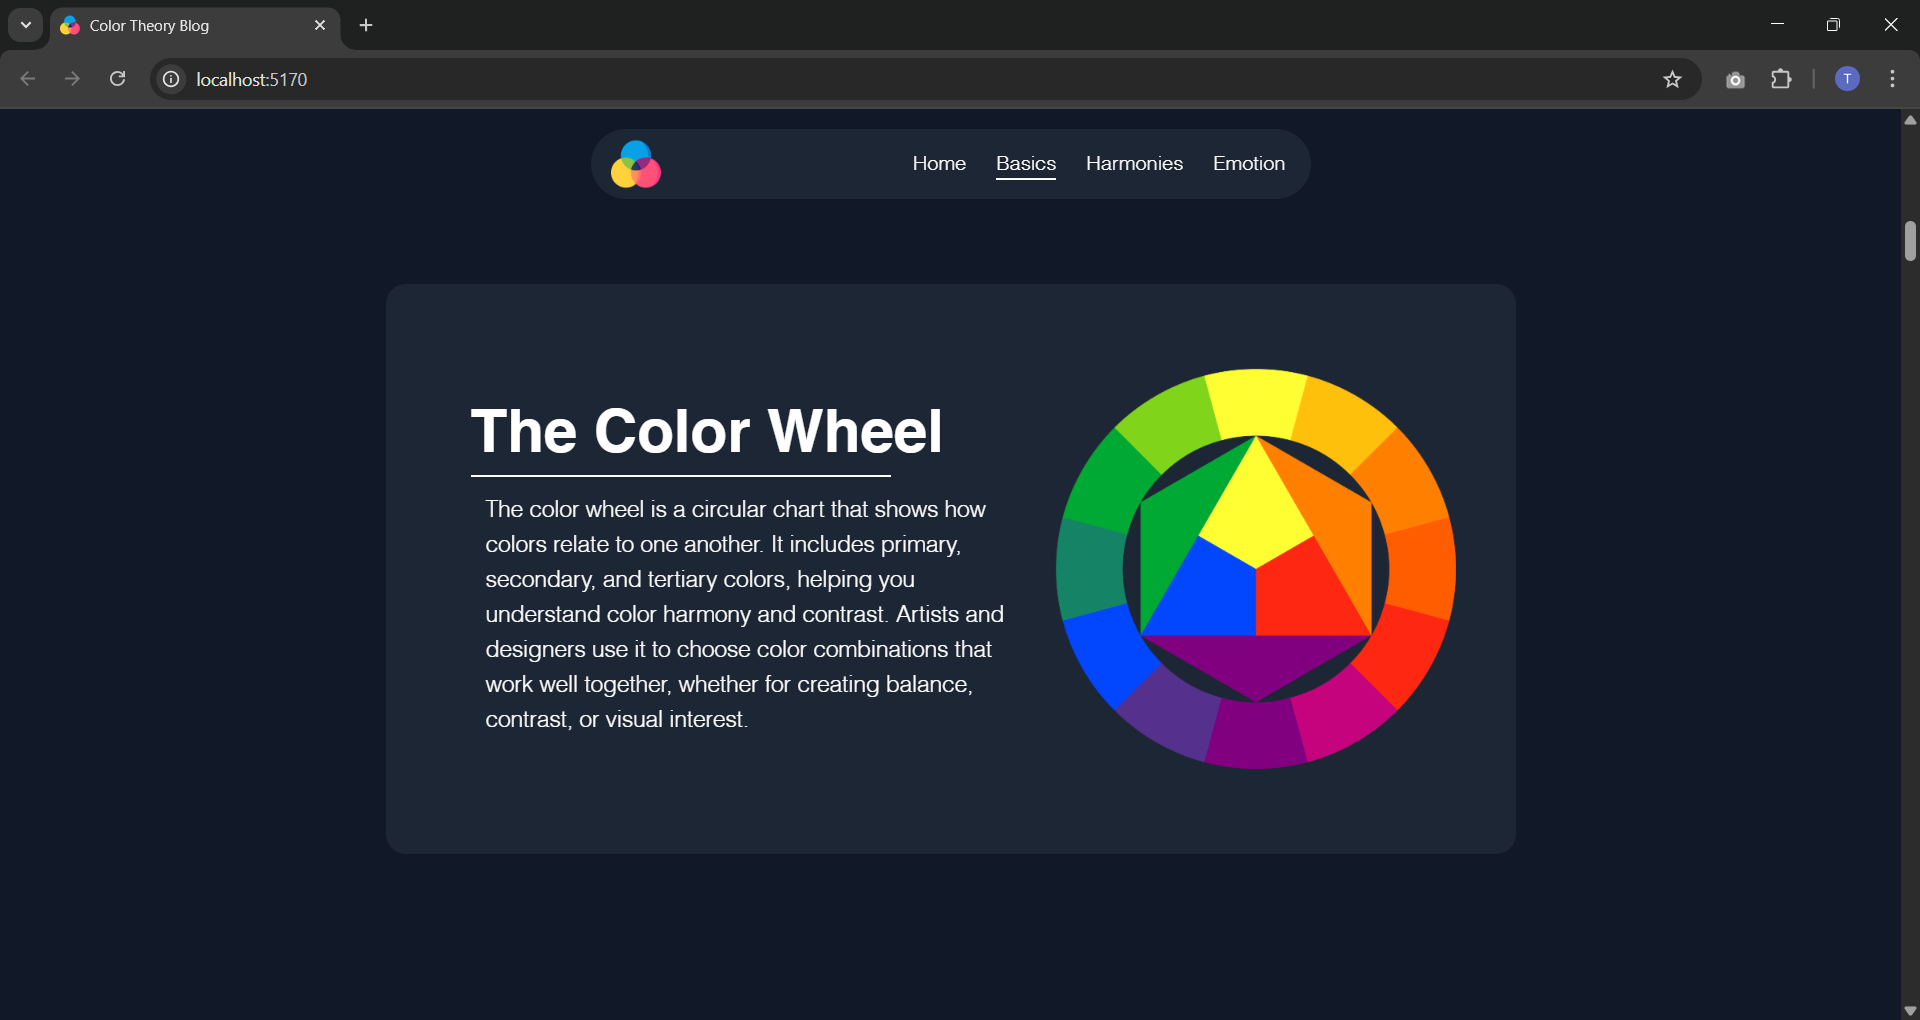 Color Theory Blog
localhost:5170
T
Home Basics Harmonies Emotion
The Color Wheel
The color wheel is a circular chart that shows how
colors relate to one another. It includes primary,
secondary, and tertiary colors, helping you
understand color harmony and contrast. Artists and
designers use it to choose color combinations that
work well together, whether for creating balance,
contrast, or visual interest.